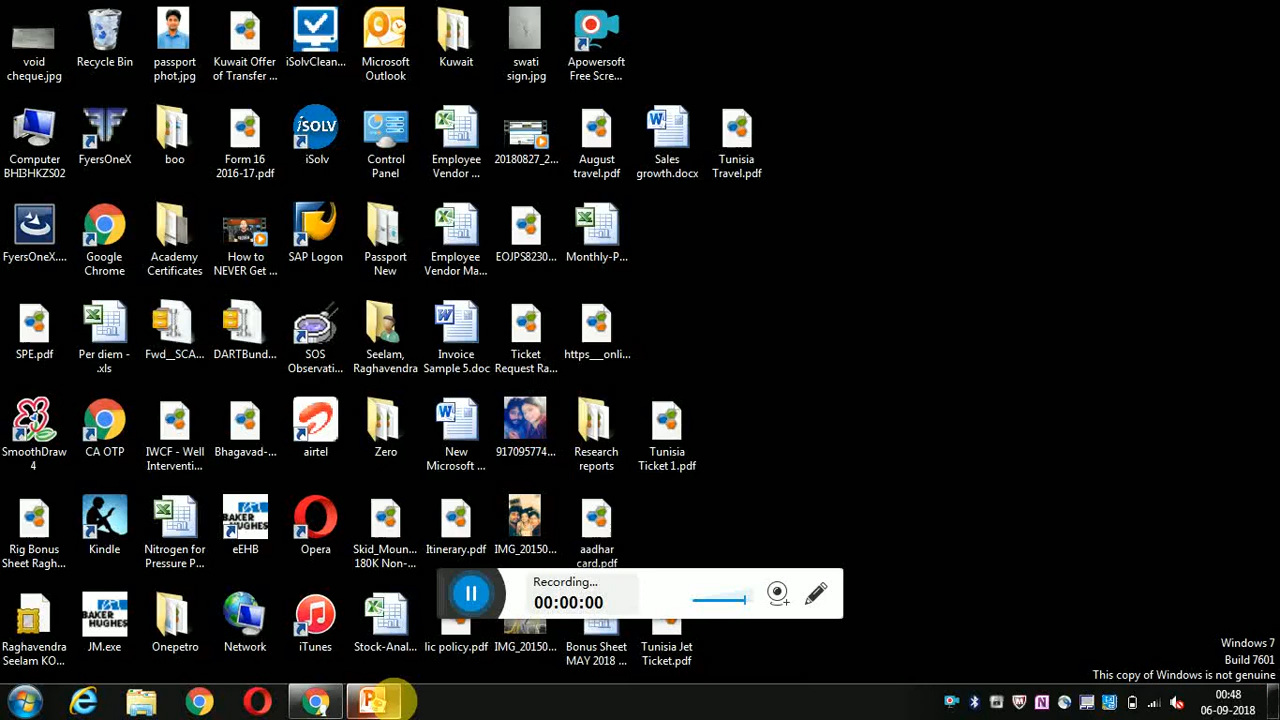 void
cheque.jpg
Recycle Bin
passport
phot.jpg
Kuwait Offer
of Transfer ...
iSolvClean...
Microsoft
Outlook
Kuwait
swati
sign.jpg
Apowersoft
Free Scre...
Computer
BHI3HKZS02
FyersOneX
boo
Form 16
2016-17.pdf
iSOLV
iSolv
Control
Panel
Employee
Vendor ...
20180827_2...
August
travel.pdf
Sales
growth.docx
Tunisia
Travel.pdf
FyersOneX....
Google
Chrome
Academy
Certificates
How to
NEVER Get ...
SAP Logon
Passport
New
Employee
Vendor Ma...
EOJPS8230...
Monthly-P...
SPE.pdf
Per diem -
.xls
Fwd__SCA...
DARTBund...
SOS
Observati...
Seelam,
Raghavendra
Invoice
Sample 5.doc
Ticket
Request Ra...
https___onli...
SmoothDraw
4
CA OTP
IWCF - Well
Interventi...
Bhagavad-...
airtel
Zero
New
Microsoft ...
917095774...
Research
reports
Tunisia
Ticket 1.pdf
Rig Bonus
Sheet Ragh...
Kindle
Nitrogen for
Pressure P...
BAKER
HUGHES
eEHB
Opera
Skid_Moun...
180K Non-...
Itinerary.pdf
IMG_20150...
aadhar
card.pdf
Recording...
00:00:00
Raghavendra
Seelam KO...
BAKER
HUGHES
JM.exe
Onepetro
Network
iTunes
Stock-Anal...
lic policy.pdf
IMG_20150...
Bonus Sheet
MAY 2018 ...
Tunisia Jet
Ticket.pdf
Windows 7
Build 7601
This copy of Windows is not genuine
00:48
06-09-2018